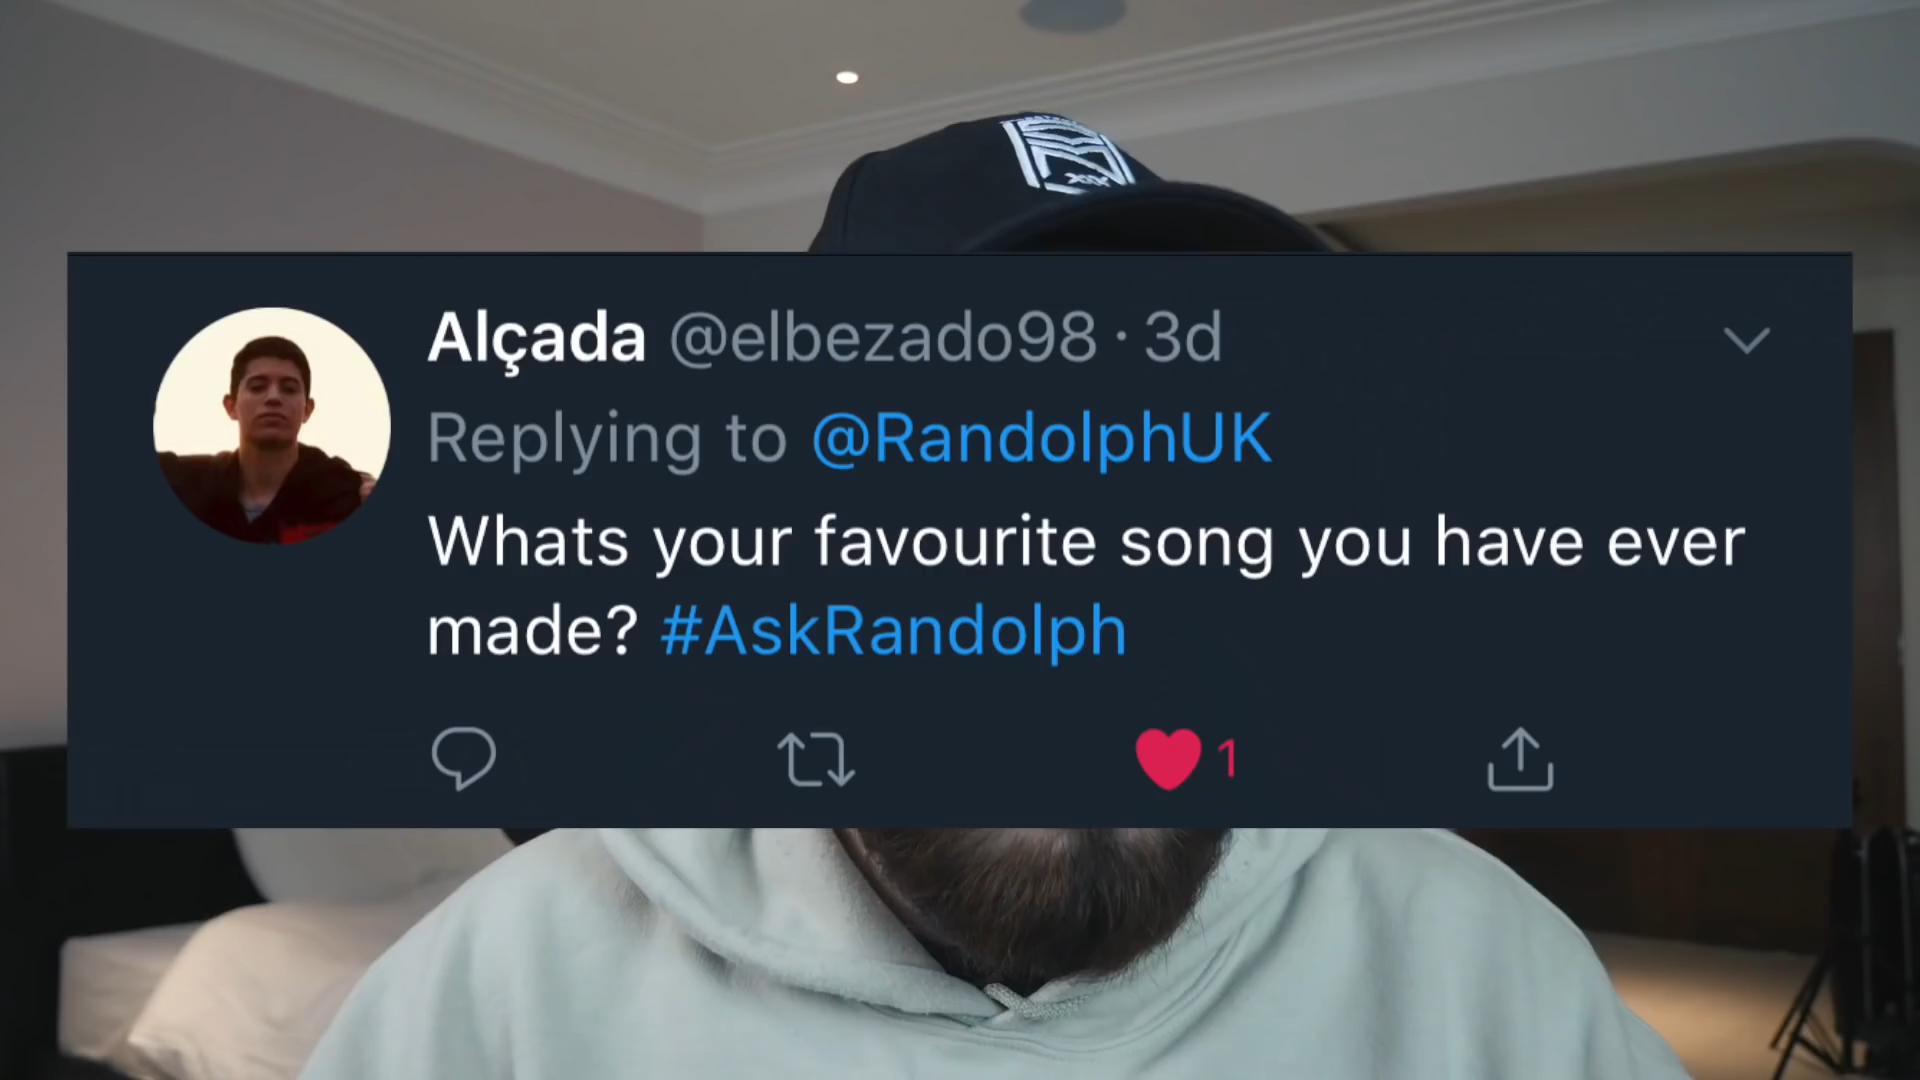 Alçada @elbezado98 · 3d
Replying to @RandolphUK
Whats your favourite song you have ever
made? #AskRandolph
1